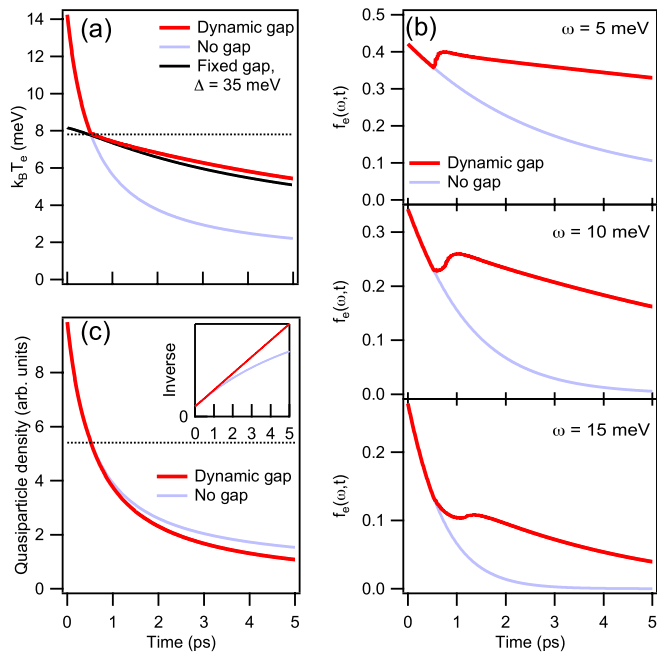 (a)
Dynamic gap
No gap
Fixed gap,
Δ = 35 meV
k_B T_e (meV)
14
12
10
8
6
4
2
0
(b)
ω = 5 meV
f_e(ω,t)
0.5
0.4
0.3
0.2
0.1
0.0
Dynamic gap
No gap
ω = 10 meV
f_e(ω,t)
0.3
0.2
0.1
0.0
ω = 15 meV
f_e(ω,t)
0.2
0.1
0.0
0 1 2 3 4 5
Time (ps)
(c)
Quasiparticle density (arb. units)
8
6
4
2
0
Inverse
0
0 1 2 3 4 5
Dynamic gap
No gap
0 1 2 3 4 5
Time (ps)